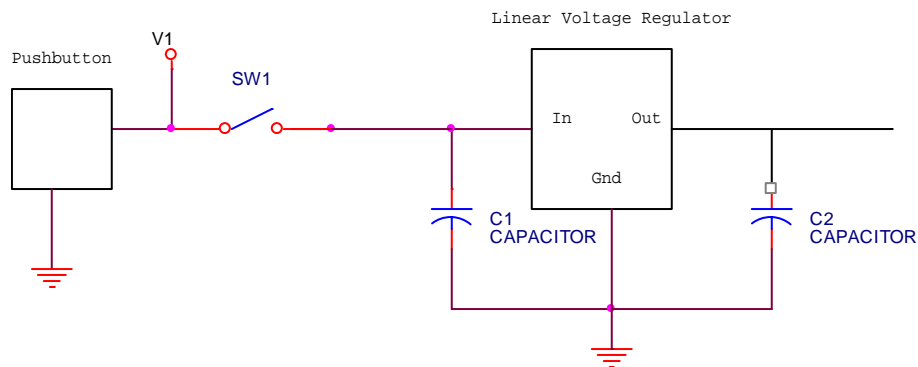 Linear Voltage Regulator
V1
Pushbutton
SW1
In
Out
Gnd
C1
CAPACITOR
C2
CAPACITOR